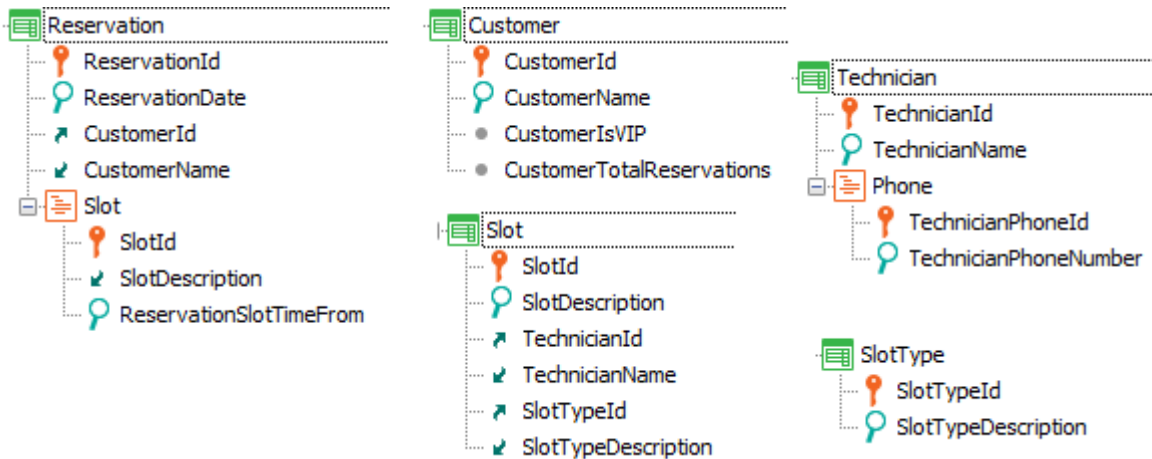 Reservation
ReservationId
ReservationDate
CustomerId
CustomerName
Slot
SlotId
SlotDescription
ReservationSlotTimeFrom
Customer
CustomerId
CustomerName
CustomerIsVIP
CustomerTotalReservations
Slot
SlotId
SlotDescription
TechnicianId
TechnicianName
SlotTypeId
SlotTypeDescription
Technician
TechnicianId
TechnicianName
Phone
TechnicianPhoneId
TechnicianPhoneNumber
SlotType
SlotTypeId
SlotTypeDescription